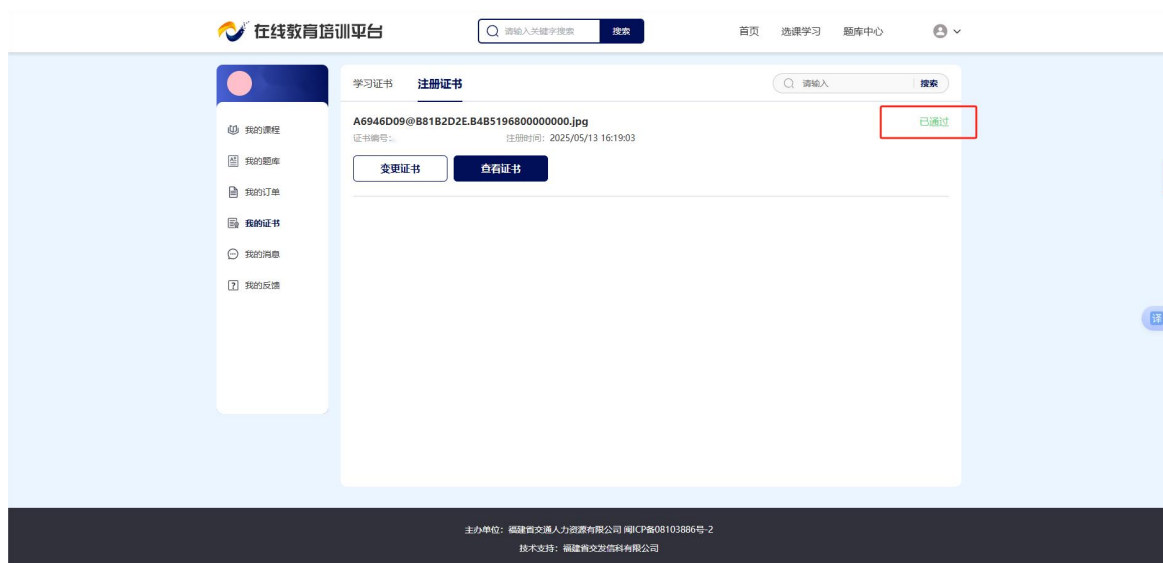 在线教育培训平台
请输入关键字搜索 搜索
首页 选课学习 题库中心
学习证书 注册证书
请输入 搜索
A6946D09@B81B2D2E.B4B5196800000000.jpg
已通过
证书编号: 注册时间: 2025/05/13 16:19:03
变更证书 查看证书
我的课程
我的题库
我的订单
我的证书
我的消息
我的反馈
译
主办单位：福建省交通人力资源有限公司 闽ICP备08103886号-2
技术支持：福建省交发信科有限公司